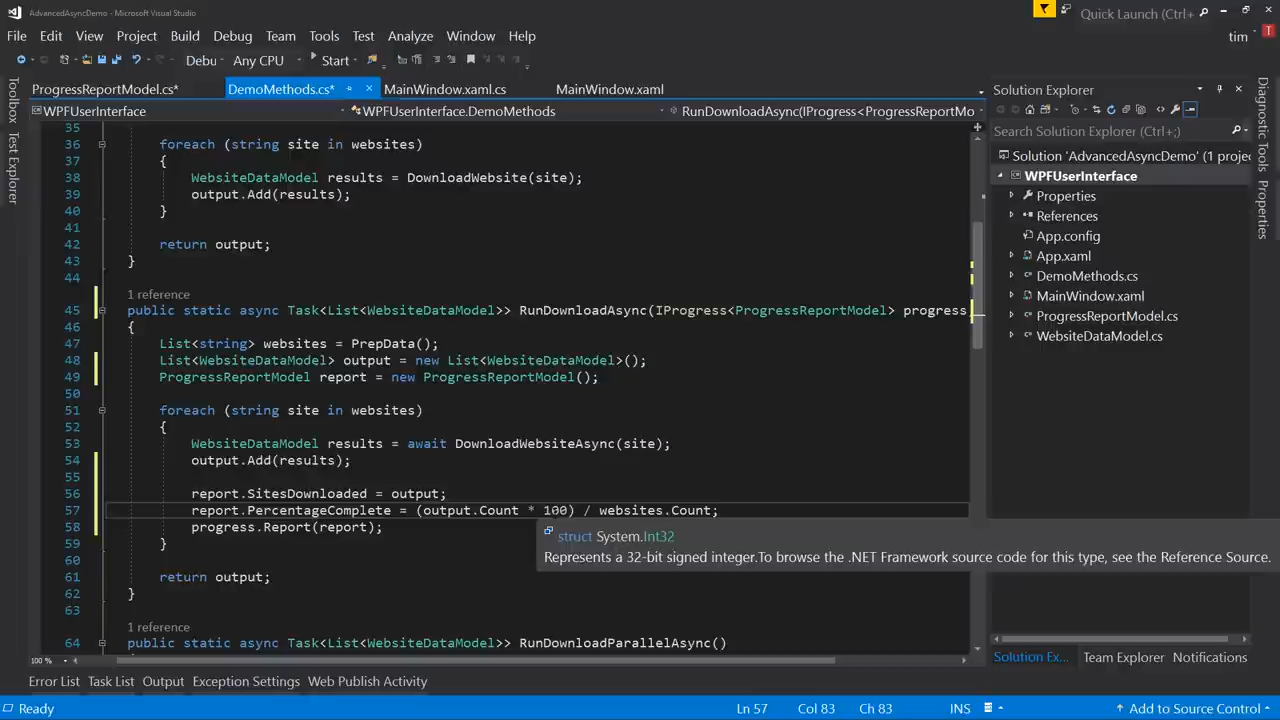 AdvancedAsyncDemo - Microsoft Visual Studio
Quick Launch (Ctrl+;)
File Edit View Project Build Debug Team Tools Test Analyze Window Help
tim T
Debu Any CPU Start
ProgressReportModel.cs* DemoMethods.cs* MainWindow.xaml.cs MainWindow.xaml
WPFUserInterface WPFUserInterface.DemoMethods RunDownloadAsync(IProgress<ProgressReportMo
Toolbox
Test Explorer
35
36 foreach (string site in websites)
37 {
38 WebsiteDataModel results = DownloadWebsite(site);
39 output.Add(results);
40 }
41
42 return output;
43 }
44
1 reference
45 public static async Task<List<WebsiteDataModel>> RunDownloadAsync(IProgress<ProgressReportModel> progress
46 {
47 List<string> websites = PrepData();
48 List<WebsiteDataModel> output = new List<WebsiteDataModel>();
49 ProgressReportModel report = new ProgressReportModel();
50
51 foreach (string site in websites)
52 {
53 WebsiteDataModel results = await DownloadWebsiteAsync(site);
54 output.Add(results);
55
56 report.SitesDownloaded = output;
57 report.PercentageComplete = (output.Count * 100) / websites.Count;
58 progress.Report(report);
59 }
60
61 return output;
62 }
63
1 reference
64 public static async Task<List<WebsiteDataModel>> RunDownloadParallelAsync()
struct System.Int32
Represents a 32-bit signed integer.To browse the .NET Framework source code for this type, see the Reference Source.
100 %
Solution Explorer
Search Solution Explorer (Ctrl+;)
Solution 'AdvancedAsyncDemo' (1 projec
WPFUserInterface
Properties
References
App.config
App.xaml
DemoMethods.cs
MainWindow.xaml
ProgressReportModel.cs
WebsiteDataModel.cs
Solution Ex... Team Explorer Notifications
Diagnostic Tools
Properties
Error List Task List Output Exception Settings Web Publish Activity
Ready Ln 57 Col 83 Ch 83 INS Add to Source Control